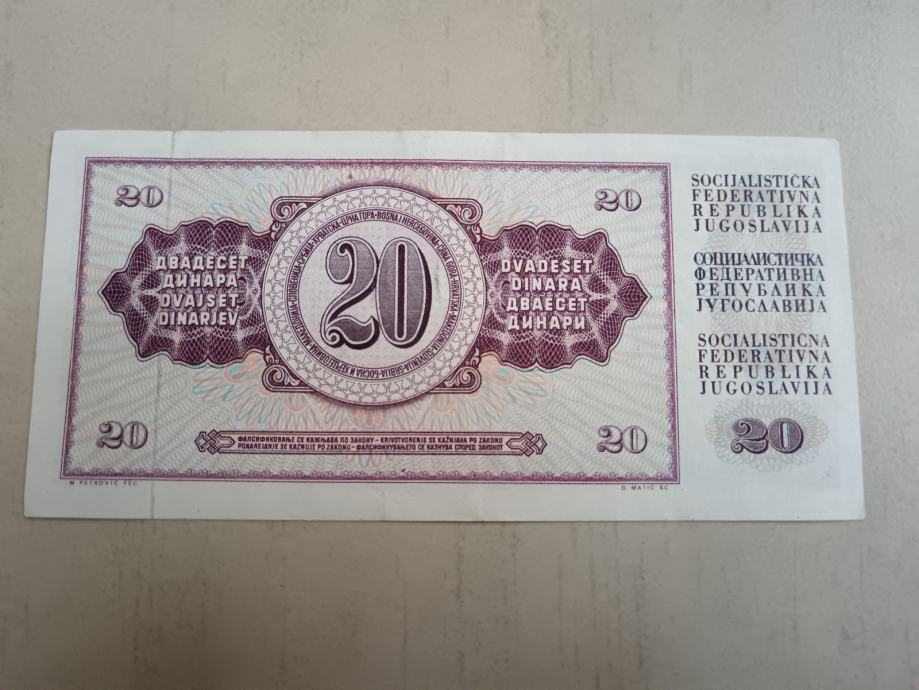 20
20
ДВАДЕСЕТ
ДИНАРА
DVAJSET
DINARJEV
20
DVADESET
DINARA
ДВАЕСЕТ
ДИНАРИ
20
20
ФАЛСИФИКОВАЊЕ СЕ КАЖЊАВА ПО ЗАКОНУ – KRIVOTVORENJE SE KAŽNJAVA PO ZAKONU
PONAREJANJE SE KAZNUJE PO ZAKONU – ФАЛСИФИКУВАЊЕТО СЕ КАЗНУВА СПОРЕД ЗАКОНОТ
M PETROVIĆ FEC.
D. MATIĆ SC
SOCIJALISTIČKA
FEDERATIVNA
REPUBLIKA
JUGOSLAVIJA
СОЦИЈАЛИСТИЧКА
ФЕДЕРАТИВНА
РЕПУБЛИКА
ЈУГОСЛАВИЈА
SOCIALISTIČNA
FEDERATIVNA
REPUBLIKA
JUGOSLAVIJA
20